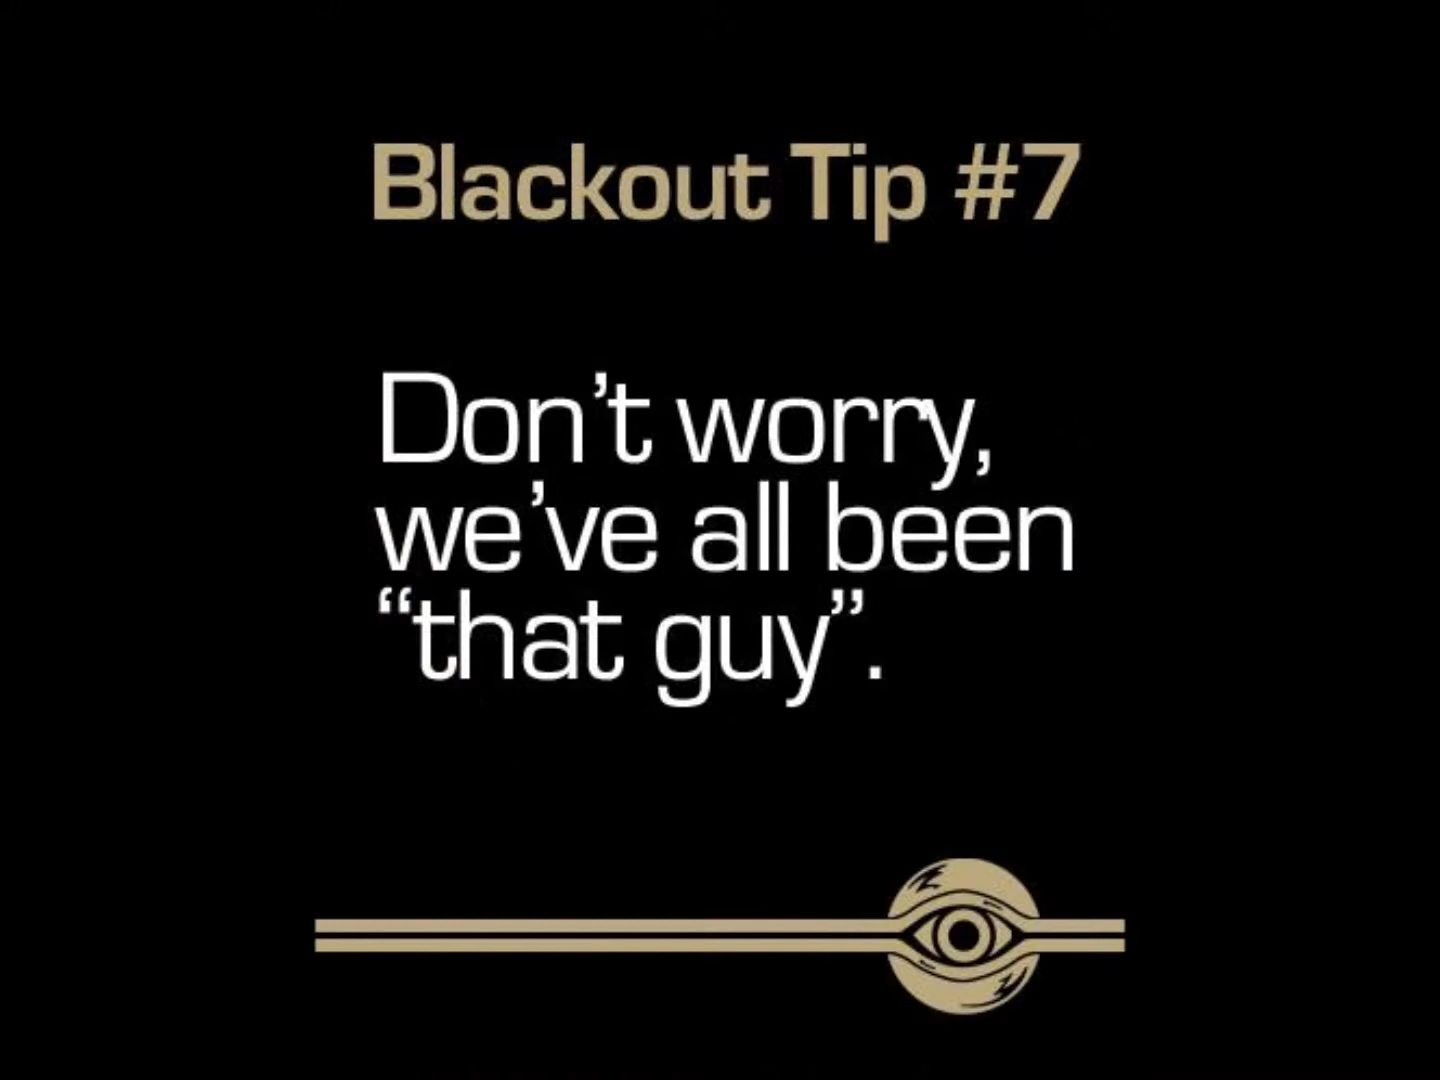 Blackout Tip #7
Don’t worry,
we’ve all been
“that guy”.